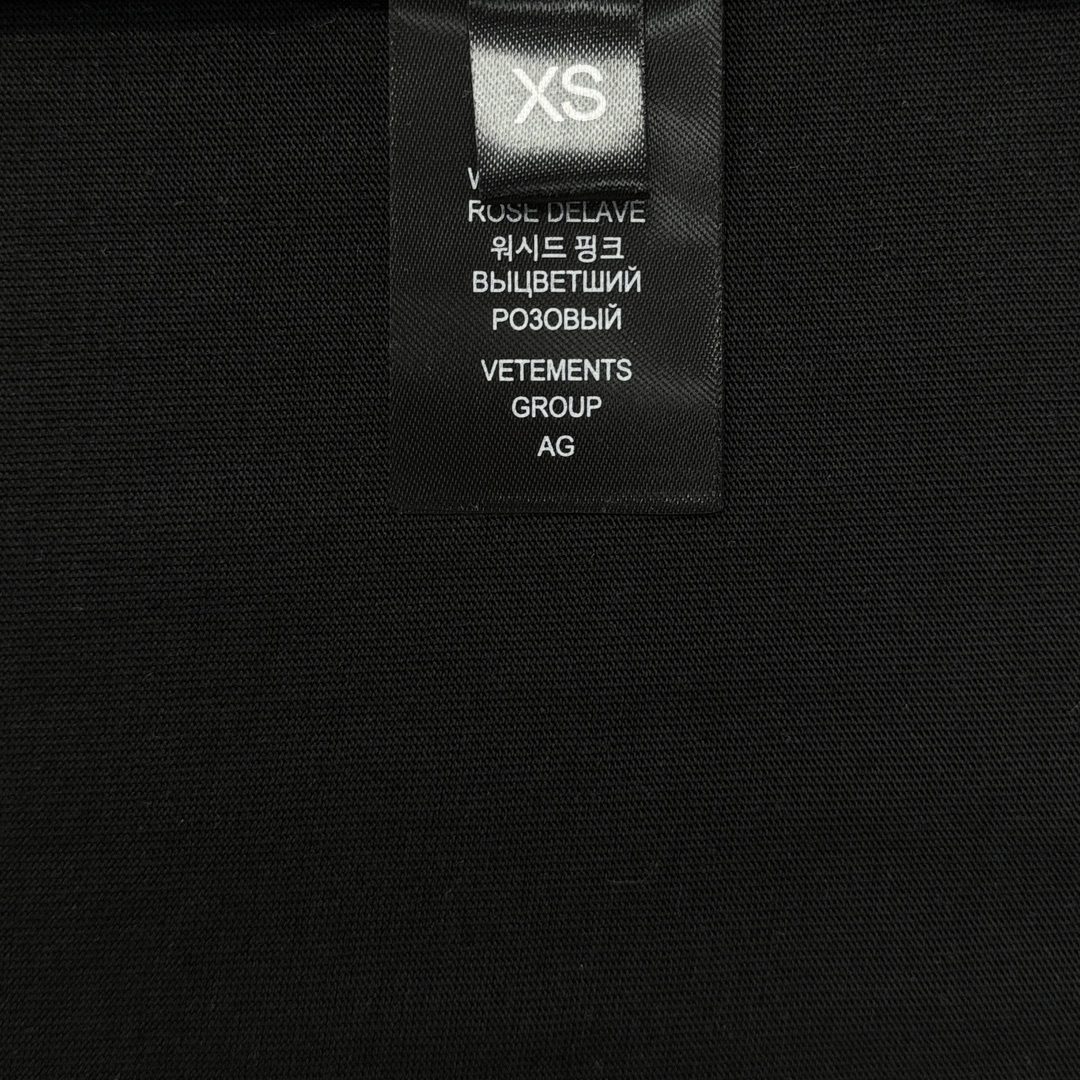 XS
ROSE DELAVE
워시드 핑크
ВЫЦВЕТШИЙ
РОЗОВЫЙ
VETEMENTS
GROUP
AG